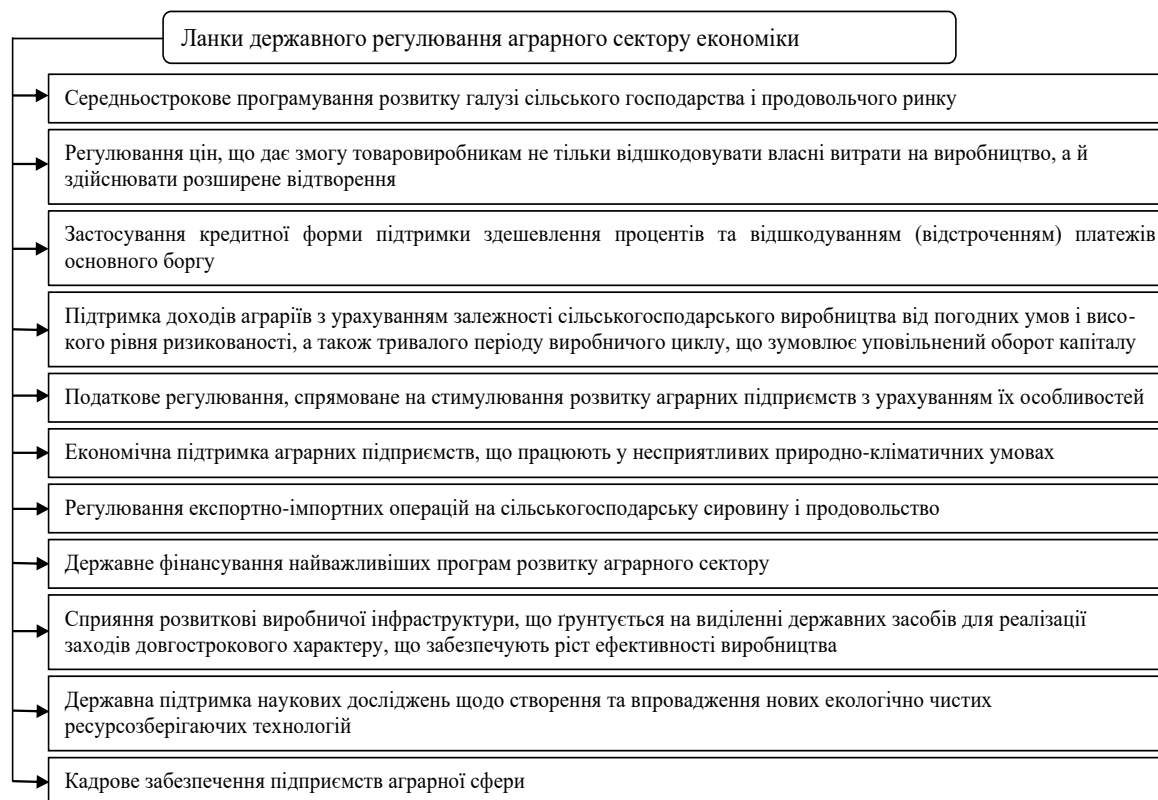 Ланки державного регулювання аграрного сектору економіки
Середньострокове програмування розвитку галузі сільського господарства і продовольчого ринку
Регулювання цін, що дає змогу товаровиробникам не тільки відшкодовувати власні витрати на виробництво, а й
здійснювати розширене відтворення
Застосування кредитної форми підтримки здешевлення процентів та відшкодуванням (відстроченням) платежів
основного боргу
Підтримка доходів аграріїв з урахуванням залежності сільськогосподарського виробництва від погодних умов і висо-
кого рівня ризикованості, а також тривалого періоду виробничого циклу, що зумовлює уповільнений оборот капіталу
Податкове регулювання, спрямоване на стимулювання розвитку аграрних підприємств з урахуванням їх особливостей
Економічна підтримка аграрних підприємств, що працюють у несприятливих природно-кліматичних умовах
Регулювання експортно-імпортних операцій на сільськогосподарську сировину і продовольство
Державне фінансування найважливіших програм розвитку аграрного сектору
Сприяння розвиткові виробничої інфраструктури, що ґрунтується на виділенні державних засобів для реалізації
заходів довгострокового характеру, що забезпечують ріст ефективності виробництва
Державна підтримка наукових досліджень щодо створення та впровадження нових екологічно чистих
ресурсозберігаючих технологій
Кадрове забезпечення підприємств аграрної сфери